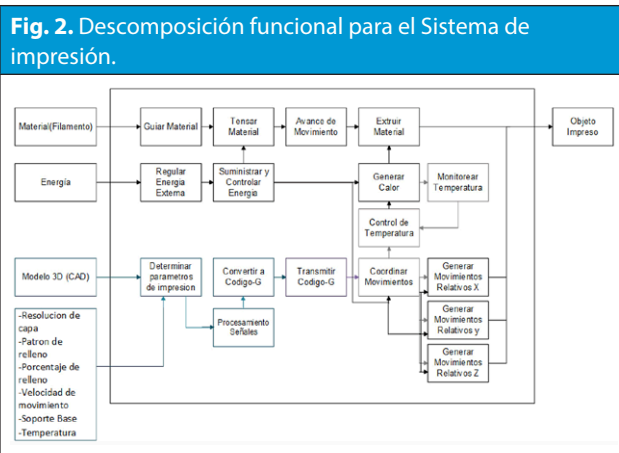 Fig. 2. Descomposición funcional para el Sistema de
impresión.
Material(Filamento)
Guiar Material
Tensar
Material
Avance de
Movimiento
Extruir
Material
Objeto
Impreso
Energía
Regular
Energia
Externa
Suministrar y
Controlar
Energia
Generar
Calor
Monitorear
Temperatura
Control de
Temperatura
Modelo 3D (CAD)
Determinar
parametros
de impresion
Convertir a
Codigo-G
Transmitir
Codigo-G
Coordinar
Movimientos
Generar
Movimientos
Relativos X
Procesamiento
Señales
Generar
Movimientos
Relativos y
Generar
Movimientos
Relativos Z
-Resolucion de
capa
-Patron de
relleno
-Porcentaje de
relleno
-Velocidad de
movimiento
-Soporte Base
-Temperatura